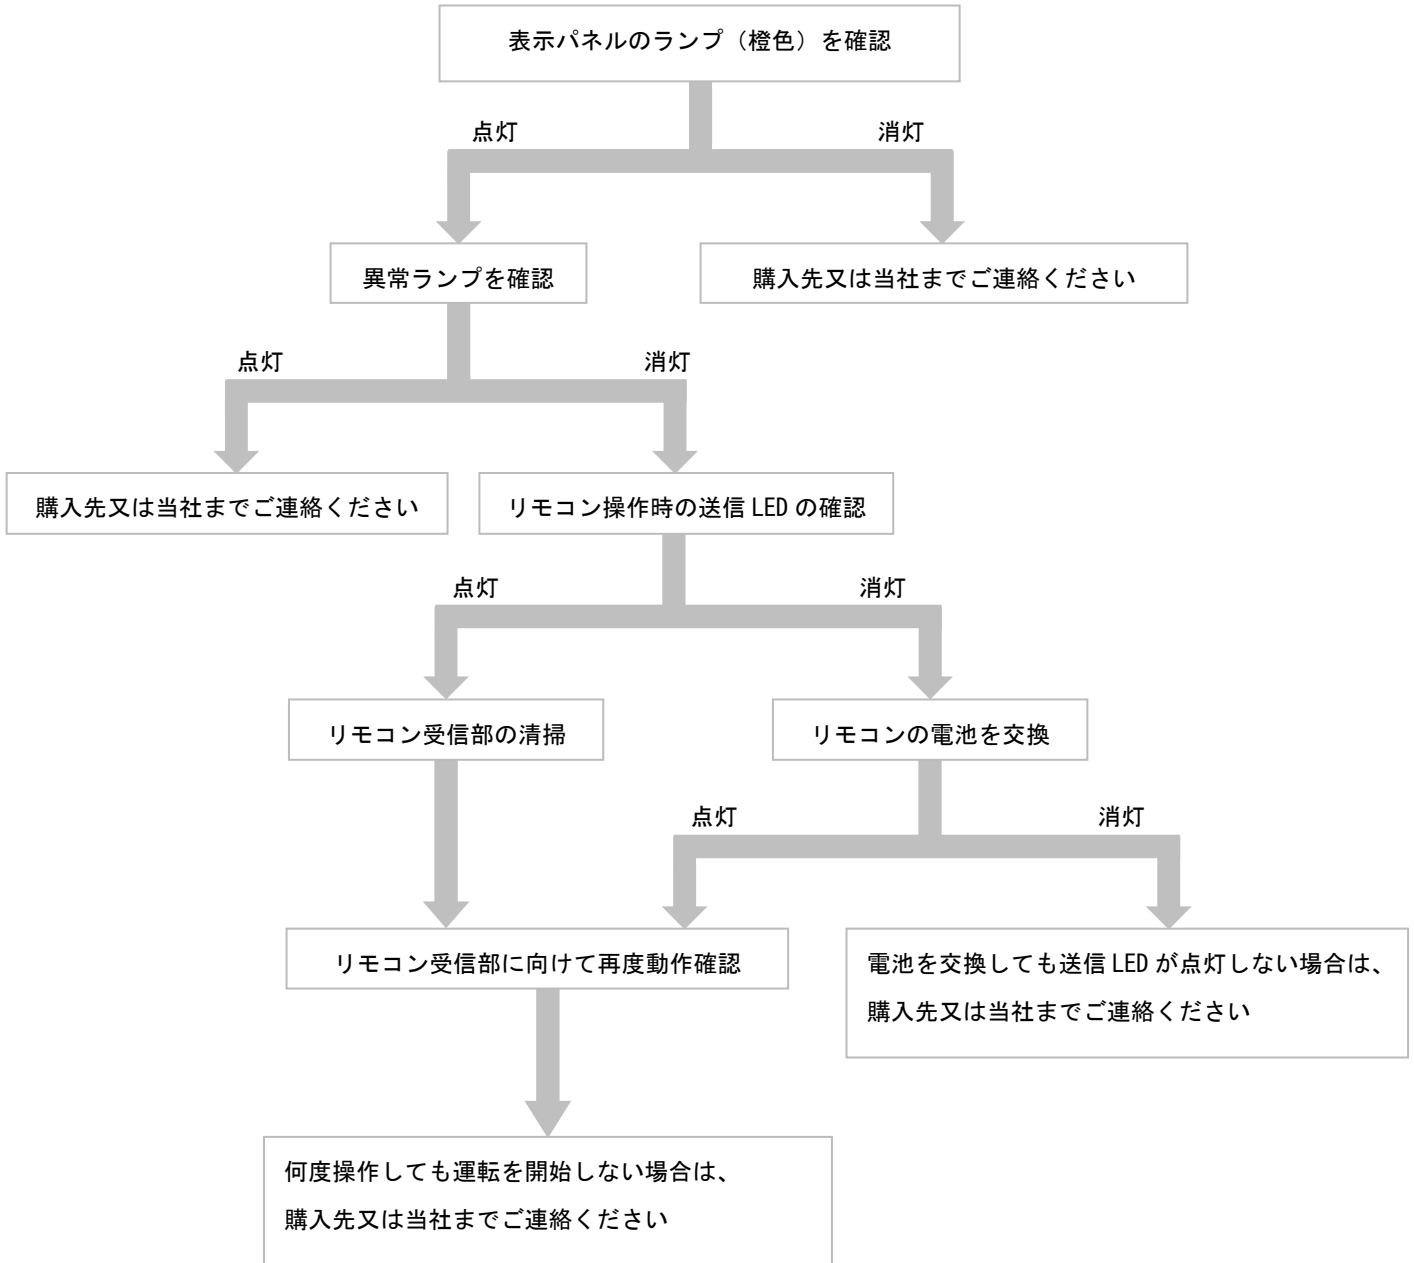 表示パネルのランプ（橙色）を確認
点灯
消灯
異常ランプを確認
購入先又は当社までご連絡ください
点灯
消灯
購入先又は当社までご連絡ください
リモコン操作時の送信 LED の確認
点灯
消灯
リモコン受信部の清掃
リモコンの電池を交換
点灯
消灯
リモコン受信部に向けて再度動作確認
電池を交換しても送信 LED が点灯しない場合は、
購入先又は当社までご連絡ください
何度操作しても運転を開始しない場合は、
購入先又は当社までご連絡ください